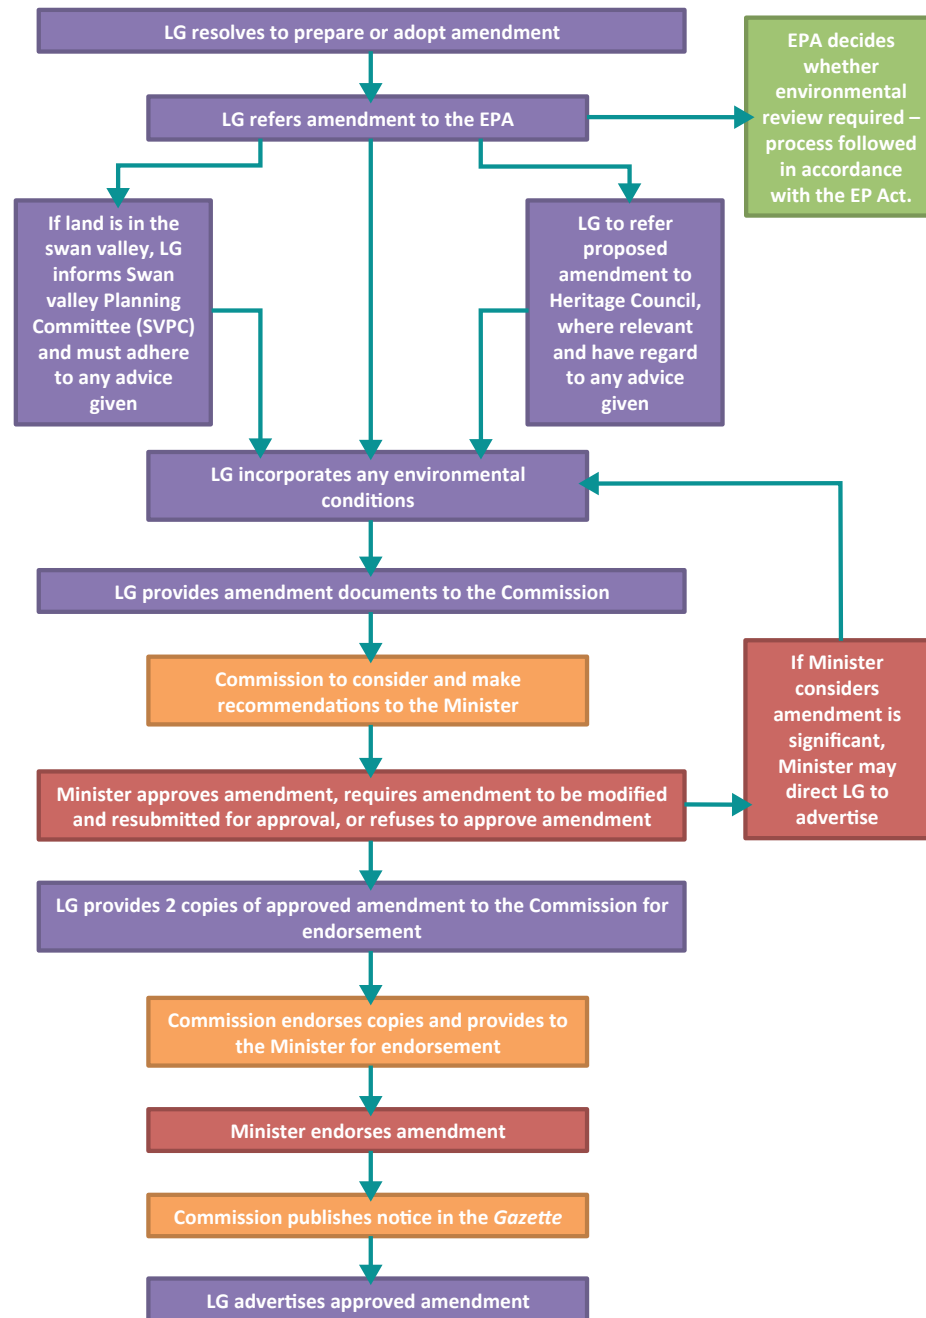 LG resolves to prepare or adopt amendment
EPA decides
whether
environmental
review required –
process followed
in accordance
with the EP Act.
LG refers amendment to the EPA
If land is in the
swan valley, LG
informs Swan
valley Planning
Committee (SVPC)
and must adhere
to any advice
given
LG to refer
proposed
amendment to
Heritage Council,
where relevant
and have regard
to any advice
given
LG incorporates any environmental
conditions
LG provides amendment documents to the Commission
Commission to consider and make
recommendations to the Minister
If Minister
considers
amendment is
significant,
Minister may
direct LG to
advertise
Minister approves amendment, requires amendment to be modified
and resubmitted for approval, or refuses to approve amendment
LG provides 2 copies of approved amendment to the Commission for
endorsement
Commission endorses copies and provides to
the Minister for endorsement
Minister endorses amendment
Commission publishes notice in the Gazette
LG advertises approved amendment